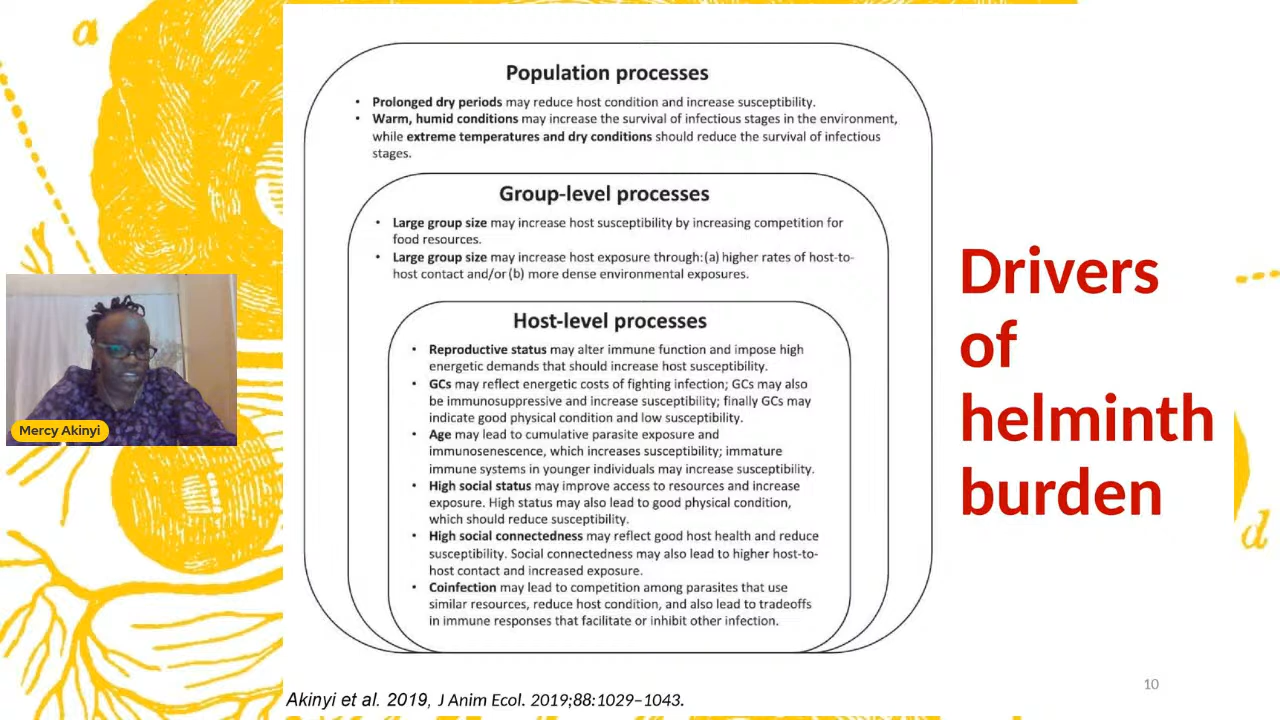 a
Population processes
• Prolonged dry periods may reduce host condition and increase susceptibility.
• Warm, humid conditions may increase the survival of infectious stages in the environment,
while extreme temperatures and dry conditions should reduce the survival of infectious
stages.
Group-level processes
• Large group size may increase host susceptibility by increasing competition for
food resources.
• Large group size may increase host exposure through:(a) higher rates of host-to-
host contact and/or (b) more dense environmental exposures.
Host-level processes
• Reproductive status may alter immune function and impose high
energetic demands that should increase host susceptibility.
• GCs may reflect energetic costs of fighting infection; GCs may also
be immunosuppressive and increase susceptibility; finally GCs may
indicate good physical condition and low susceptibility.
• Age may lead to cumulative parasite exposure and
immunosenescence, which increases susceptibility; immature
immune systems in younger individuals may increase susceptibility.
• High social status may improve access to resources and increase
exposure. High status may also lead to good physical condition,
which should reduce susceptibility.
• High social connectedness may reflect good host health and reduce
susceptibility. Social connectedness may also lead to higher host-to-
host contact and increased exposure.
• Coinfection may lead to competition among parasites that use
similar resources, reduce host condition, and also lead to tradeoffs
in immune responses that facilitate or inhibit other infection.
Drivers
of
helminth
burden
Mercy Akinyi
d
10
Akinyi et al. 2019, J Anim Ecol. 2019;88:1029–1043.